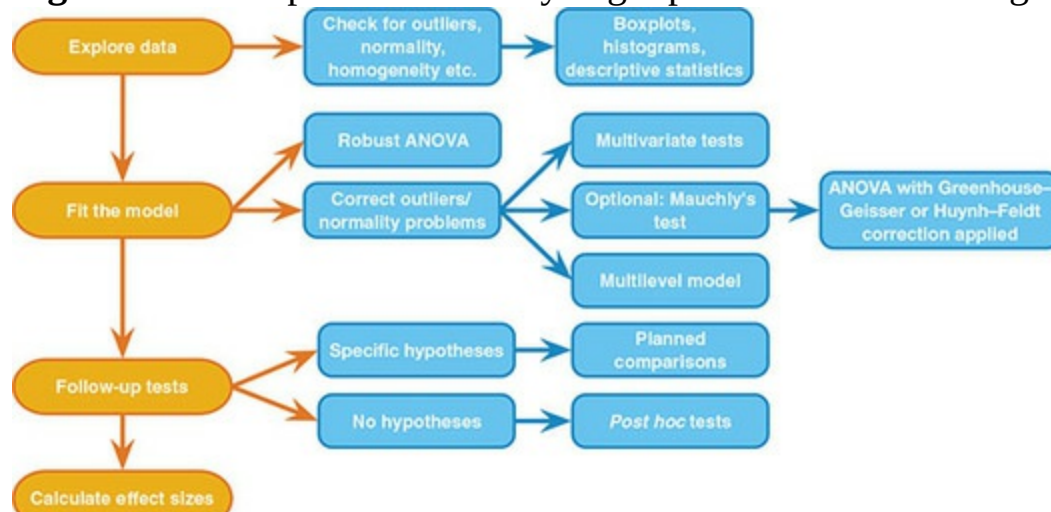 Explore data
Check for outliers,
normality,
homogeneity etc.
Boxplots,
histograms,
descriptive statistics
Robust ANOVA
Multivariate tests
Fit the model
Correct outliers/
normality problems
Optional: Mauchly's
test
ANOVA with Greenhouse–
Geisser or Huynh–Feldt
correction applied
Multilevel model
Specific hypotheses
Planned
comparisons
Follow-up tests
No hypotheses
Post hoc tests
Calculate effect sizes